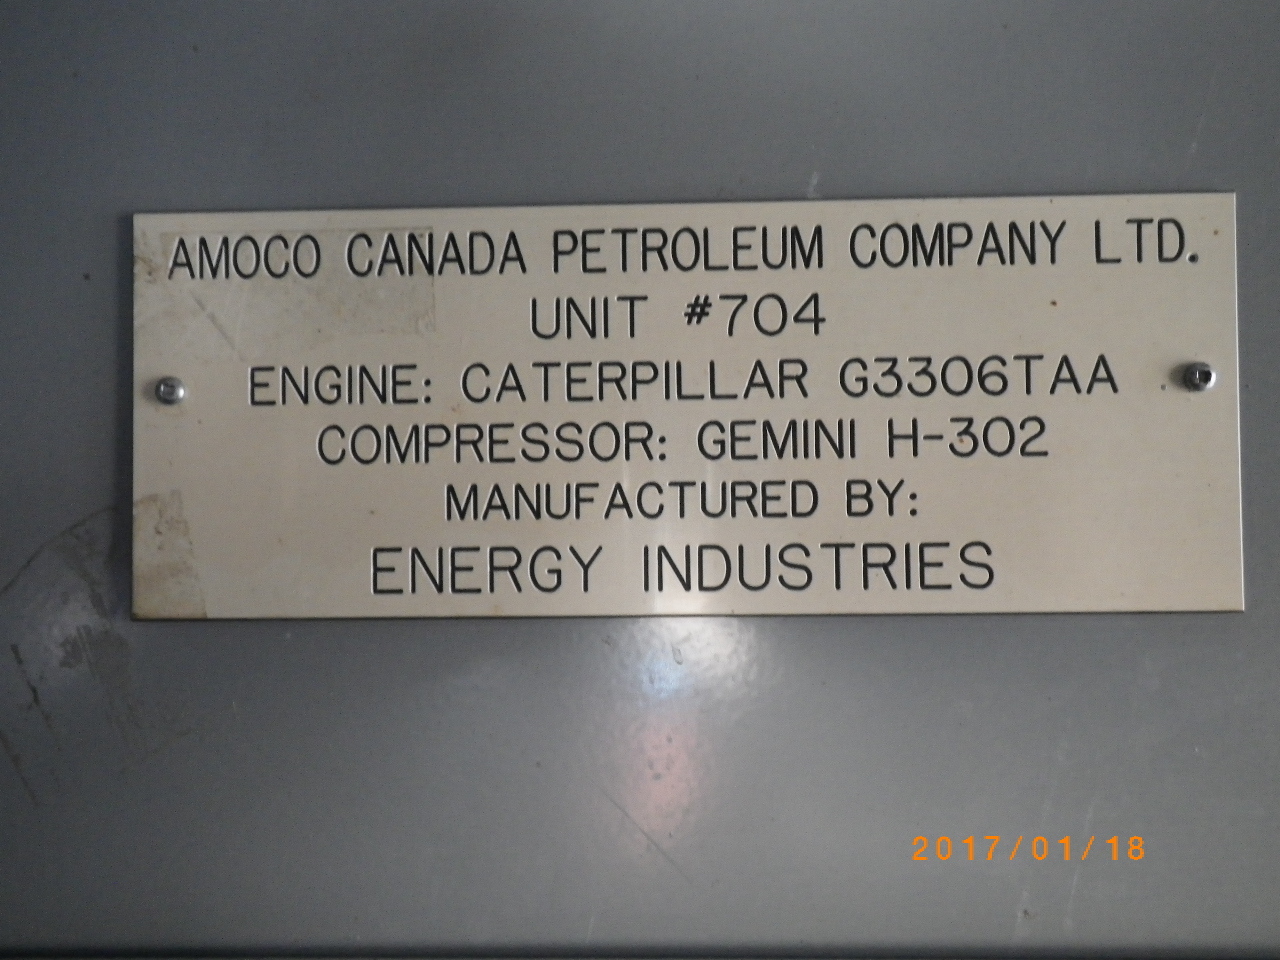 AMOCO CANADA PETROLEUM COMPANY LTD.
UNIT #704
ENGINE: CATERPILLAR G3306TAA
COMPRESSOR: GEMINI H-302
MANUFACTURED BY:
ENERGY INDUSTRIES
2017/01/18